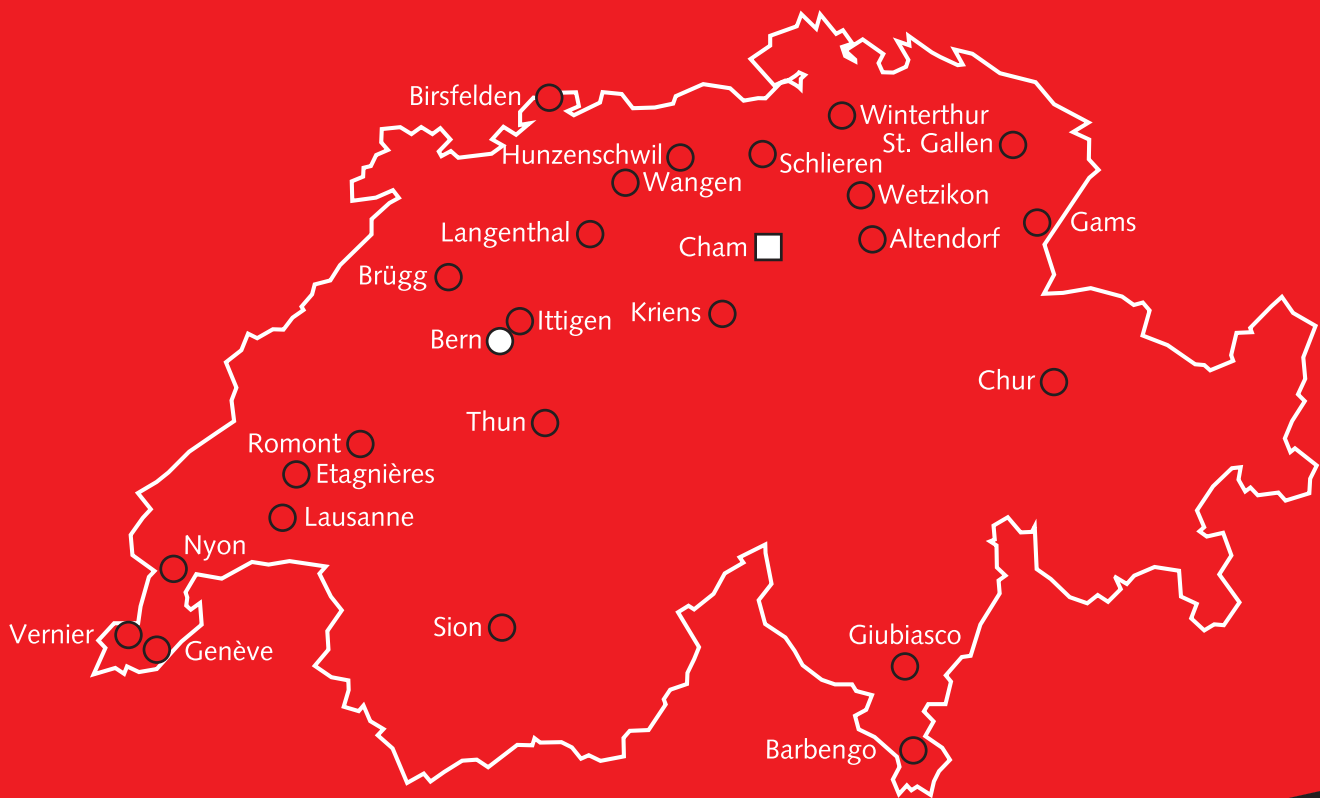 Birsfelden
Winterthur
St. Gallen
Hunzenschwil
Schlieren
Wangen
Wetzikon
Gams
Langenthal
Altendorf
Cham
Brügg
Ittigen
Kriens
Bern
Chur
Thun
Romont
Etagnières
Lausanne
Nyon
Sion
Vernier
Giubiasco
Genève
Barbengo